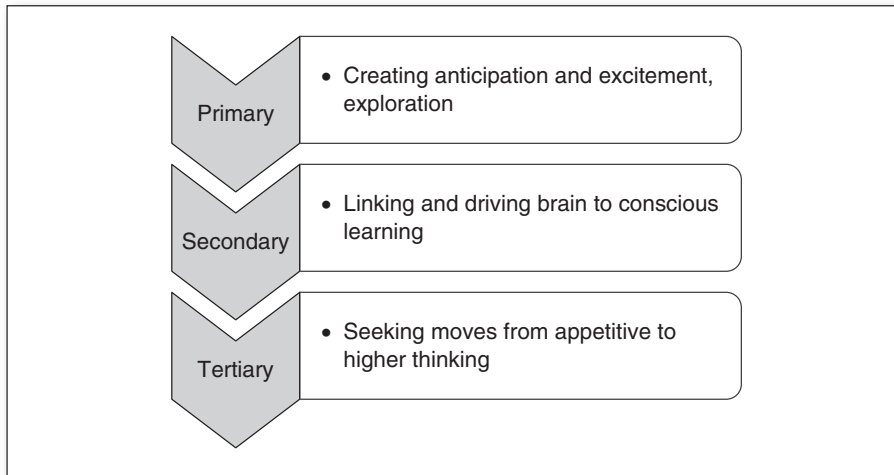 Primary
• Creating anticipation and excitement,
exploration
Secondary
• Linking and driving brain to conscious
learning
Tertiary
• Seeking moves from appetitive to
higher thinking